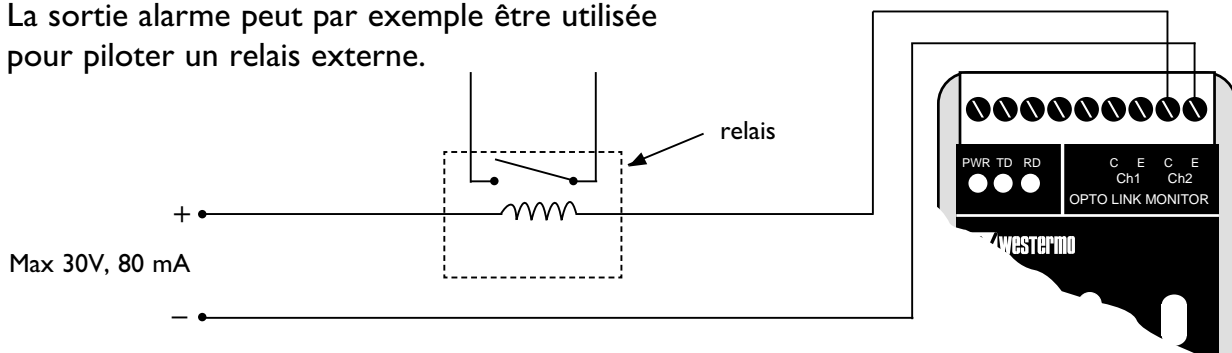 La sortie alarme peut par exemple être utilisée
pour piloter un relais externe.
relais
+
Max 30V, 80 mA
–
PWR TD RD
C E C E
Ch1 Ch2
OPTO LINK MONITOR
westermo